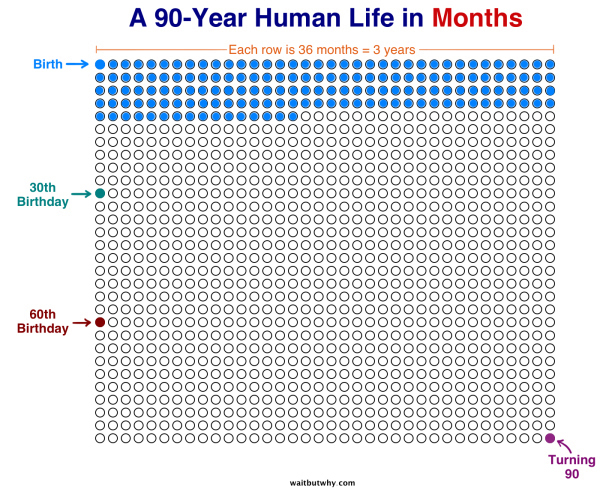 A 90-Year Human Life in Months
Each row is 36 months = 3 years
Birth
30th
Birthday
60th
Birthday
Turning
90
waitbutwhy.com